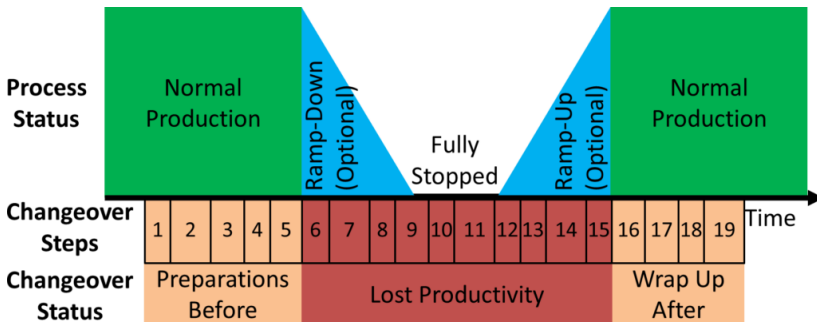 Process
Status
Normal
Production
Ramp-Down
(Optional)
Fully
Stopped
Ramp-Up
(Optional)
Normal
Production
Changeover
Steps
1 2 3 4 5 6 7 8 9 10 11 12 13 14 15 16 17 18 19
Time
Changeover
Status
Preparations
Before
Lost Productivity
Wrap Up
After